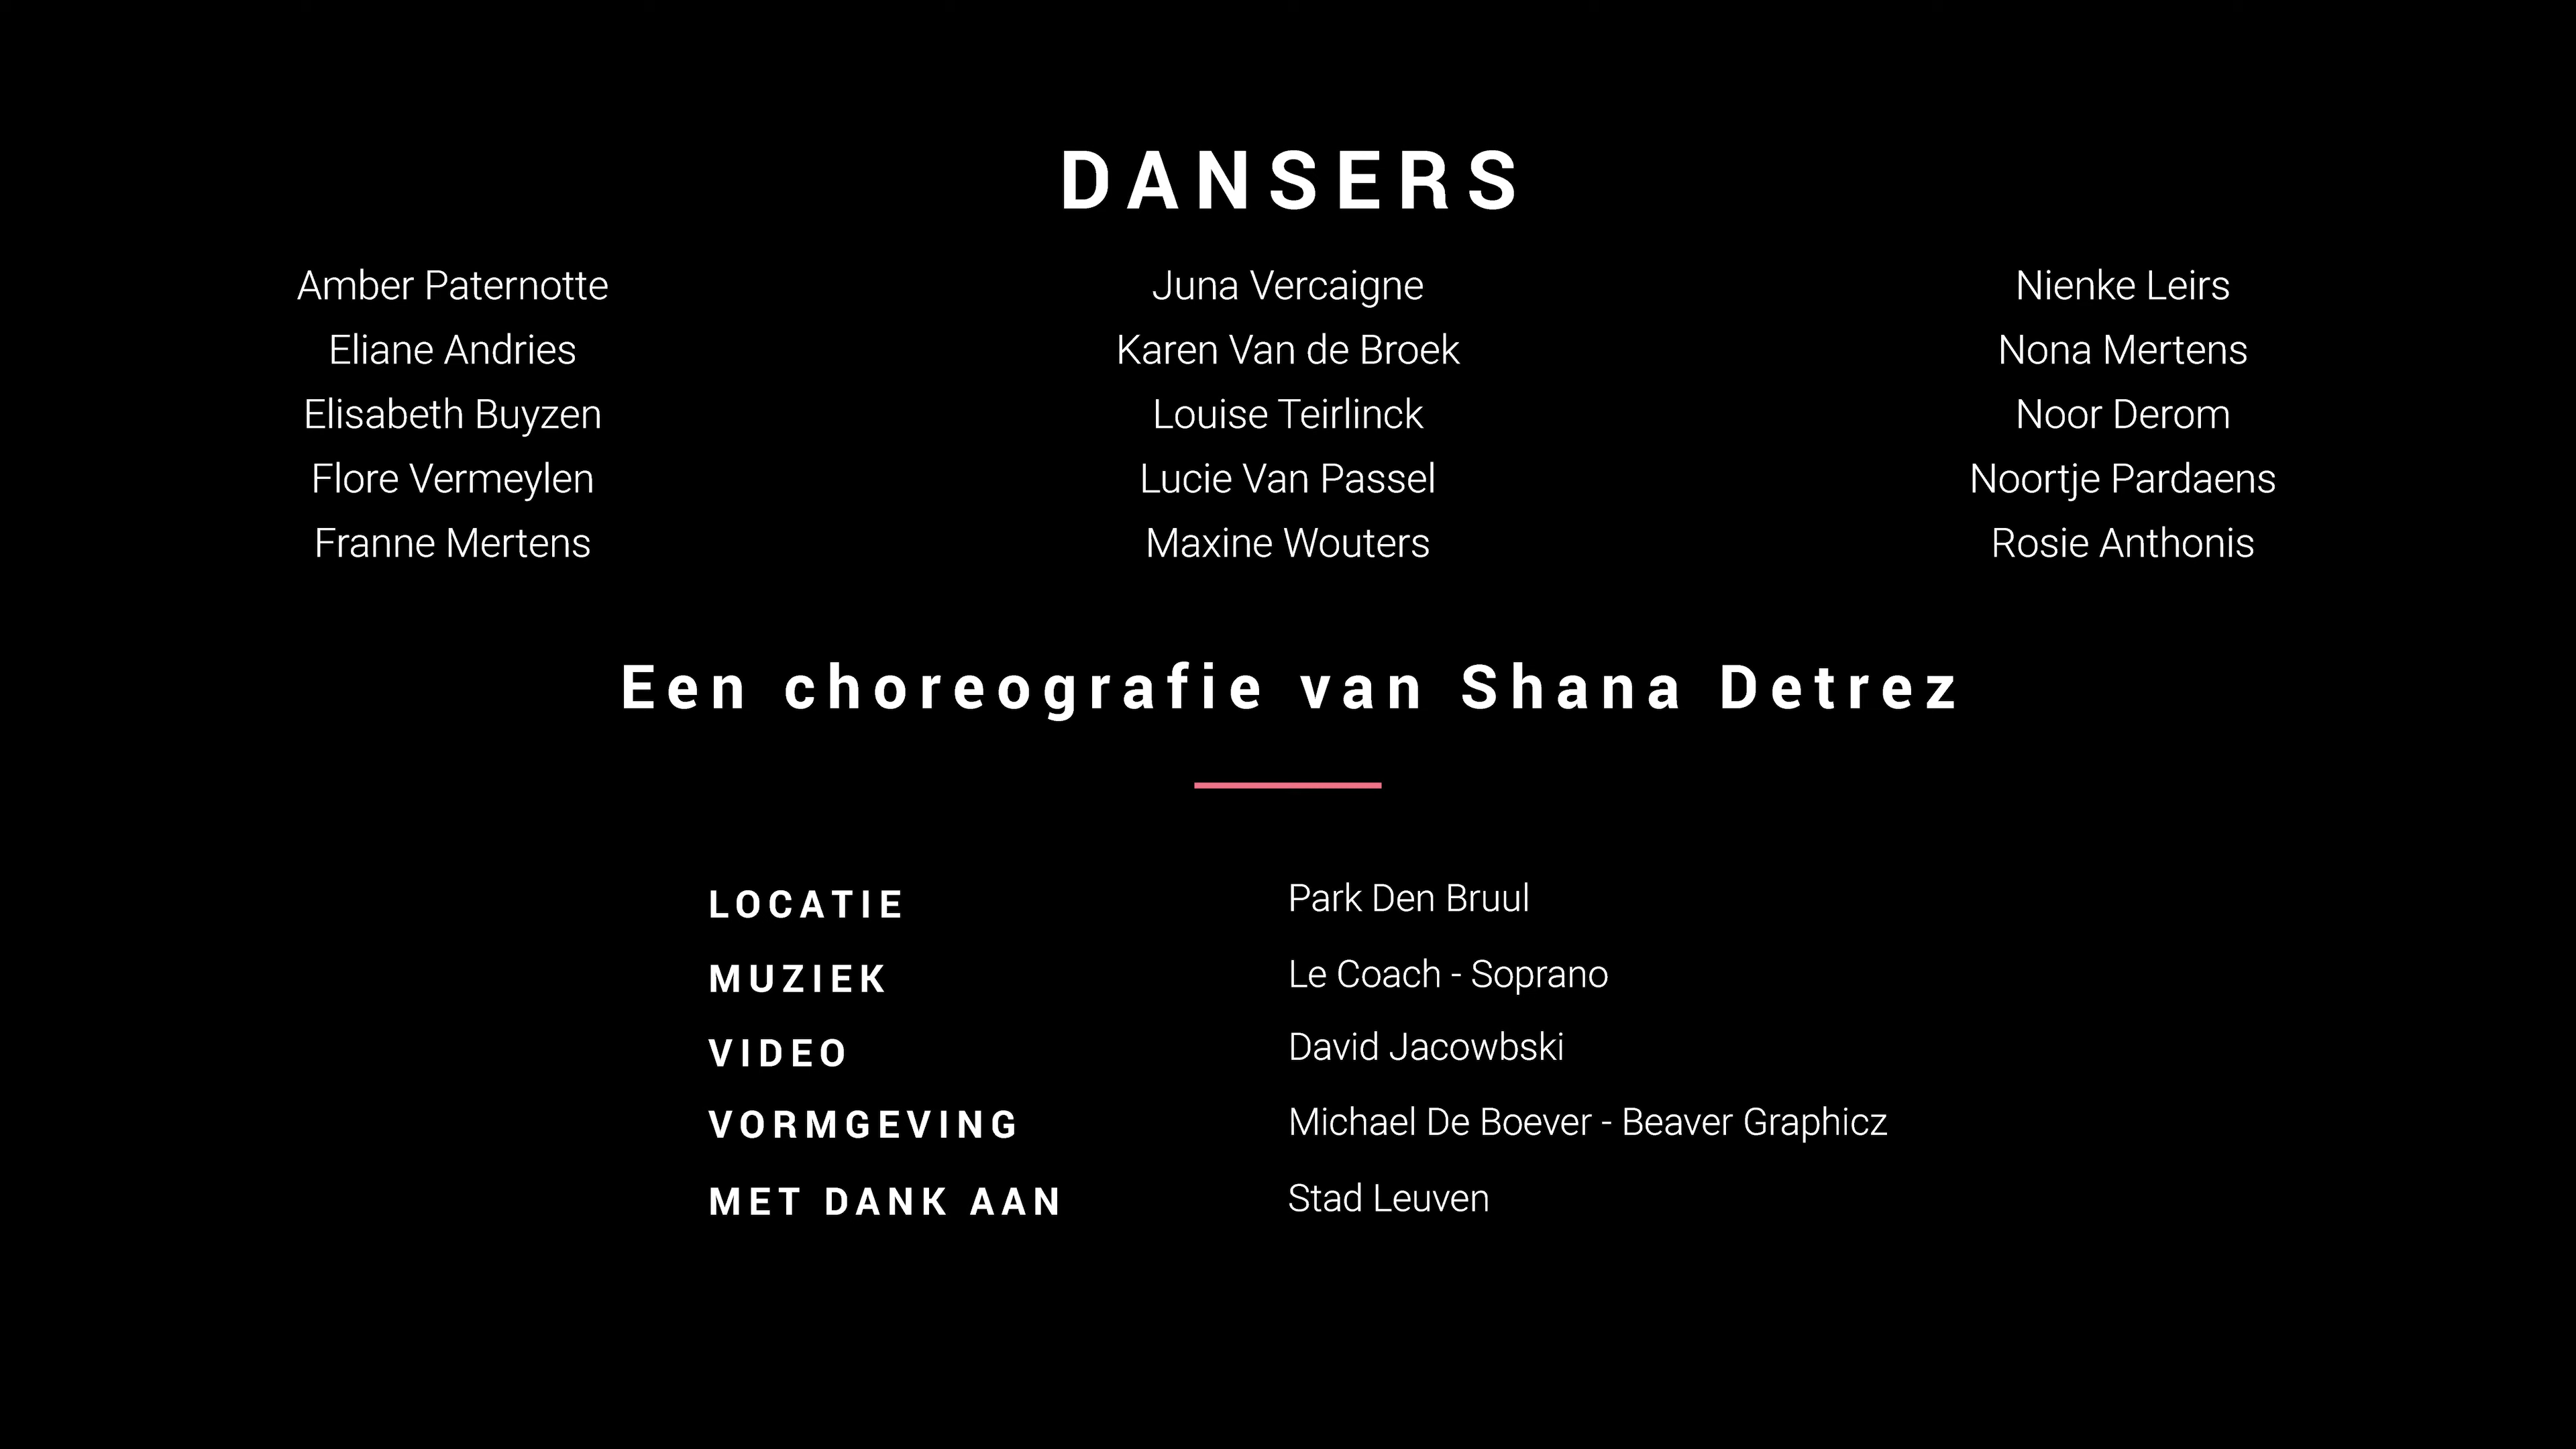 DANSERS
Amber Paternotte
Eliane Andries
Elisabeth Buyzen
Flore Vermeylen
Franne Mertens
Juna Vercaigne
Karen Van de Broek
Louise Teirlinck
Lucie Van Passel
Maxine Wouters
Nienke Leirs
Nona Mertens
Noor Derom
Noortje Pardaens
Rosie Anthonis
Een choreografie van Shana Detrez
LOCATIE Park Den Bruul
MUZIEK Le Coach - Soprano
VIDEO David Jacowbski
VORMGEVING Michael De Boever - Beaver Graphicz
MET DANK AAN Stad Leuven